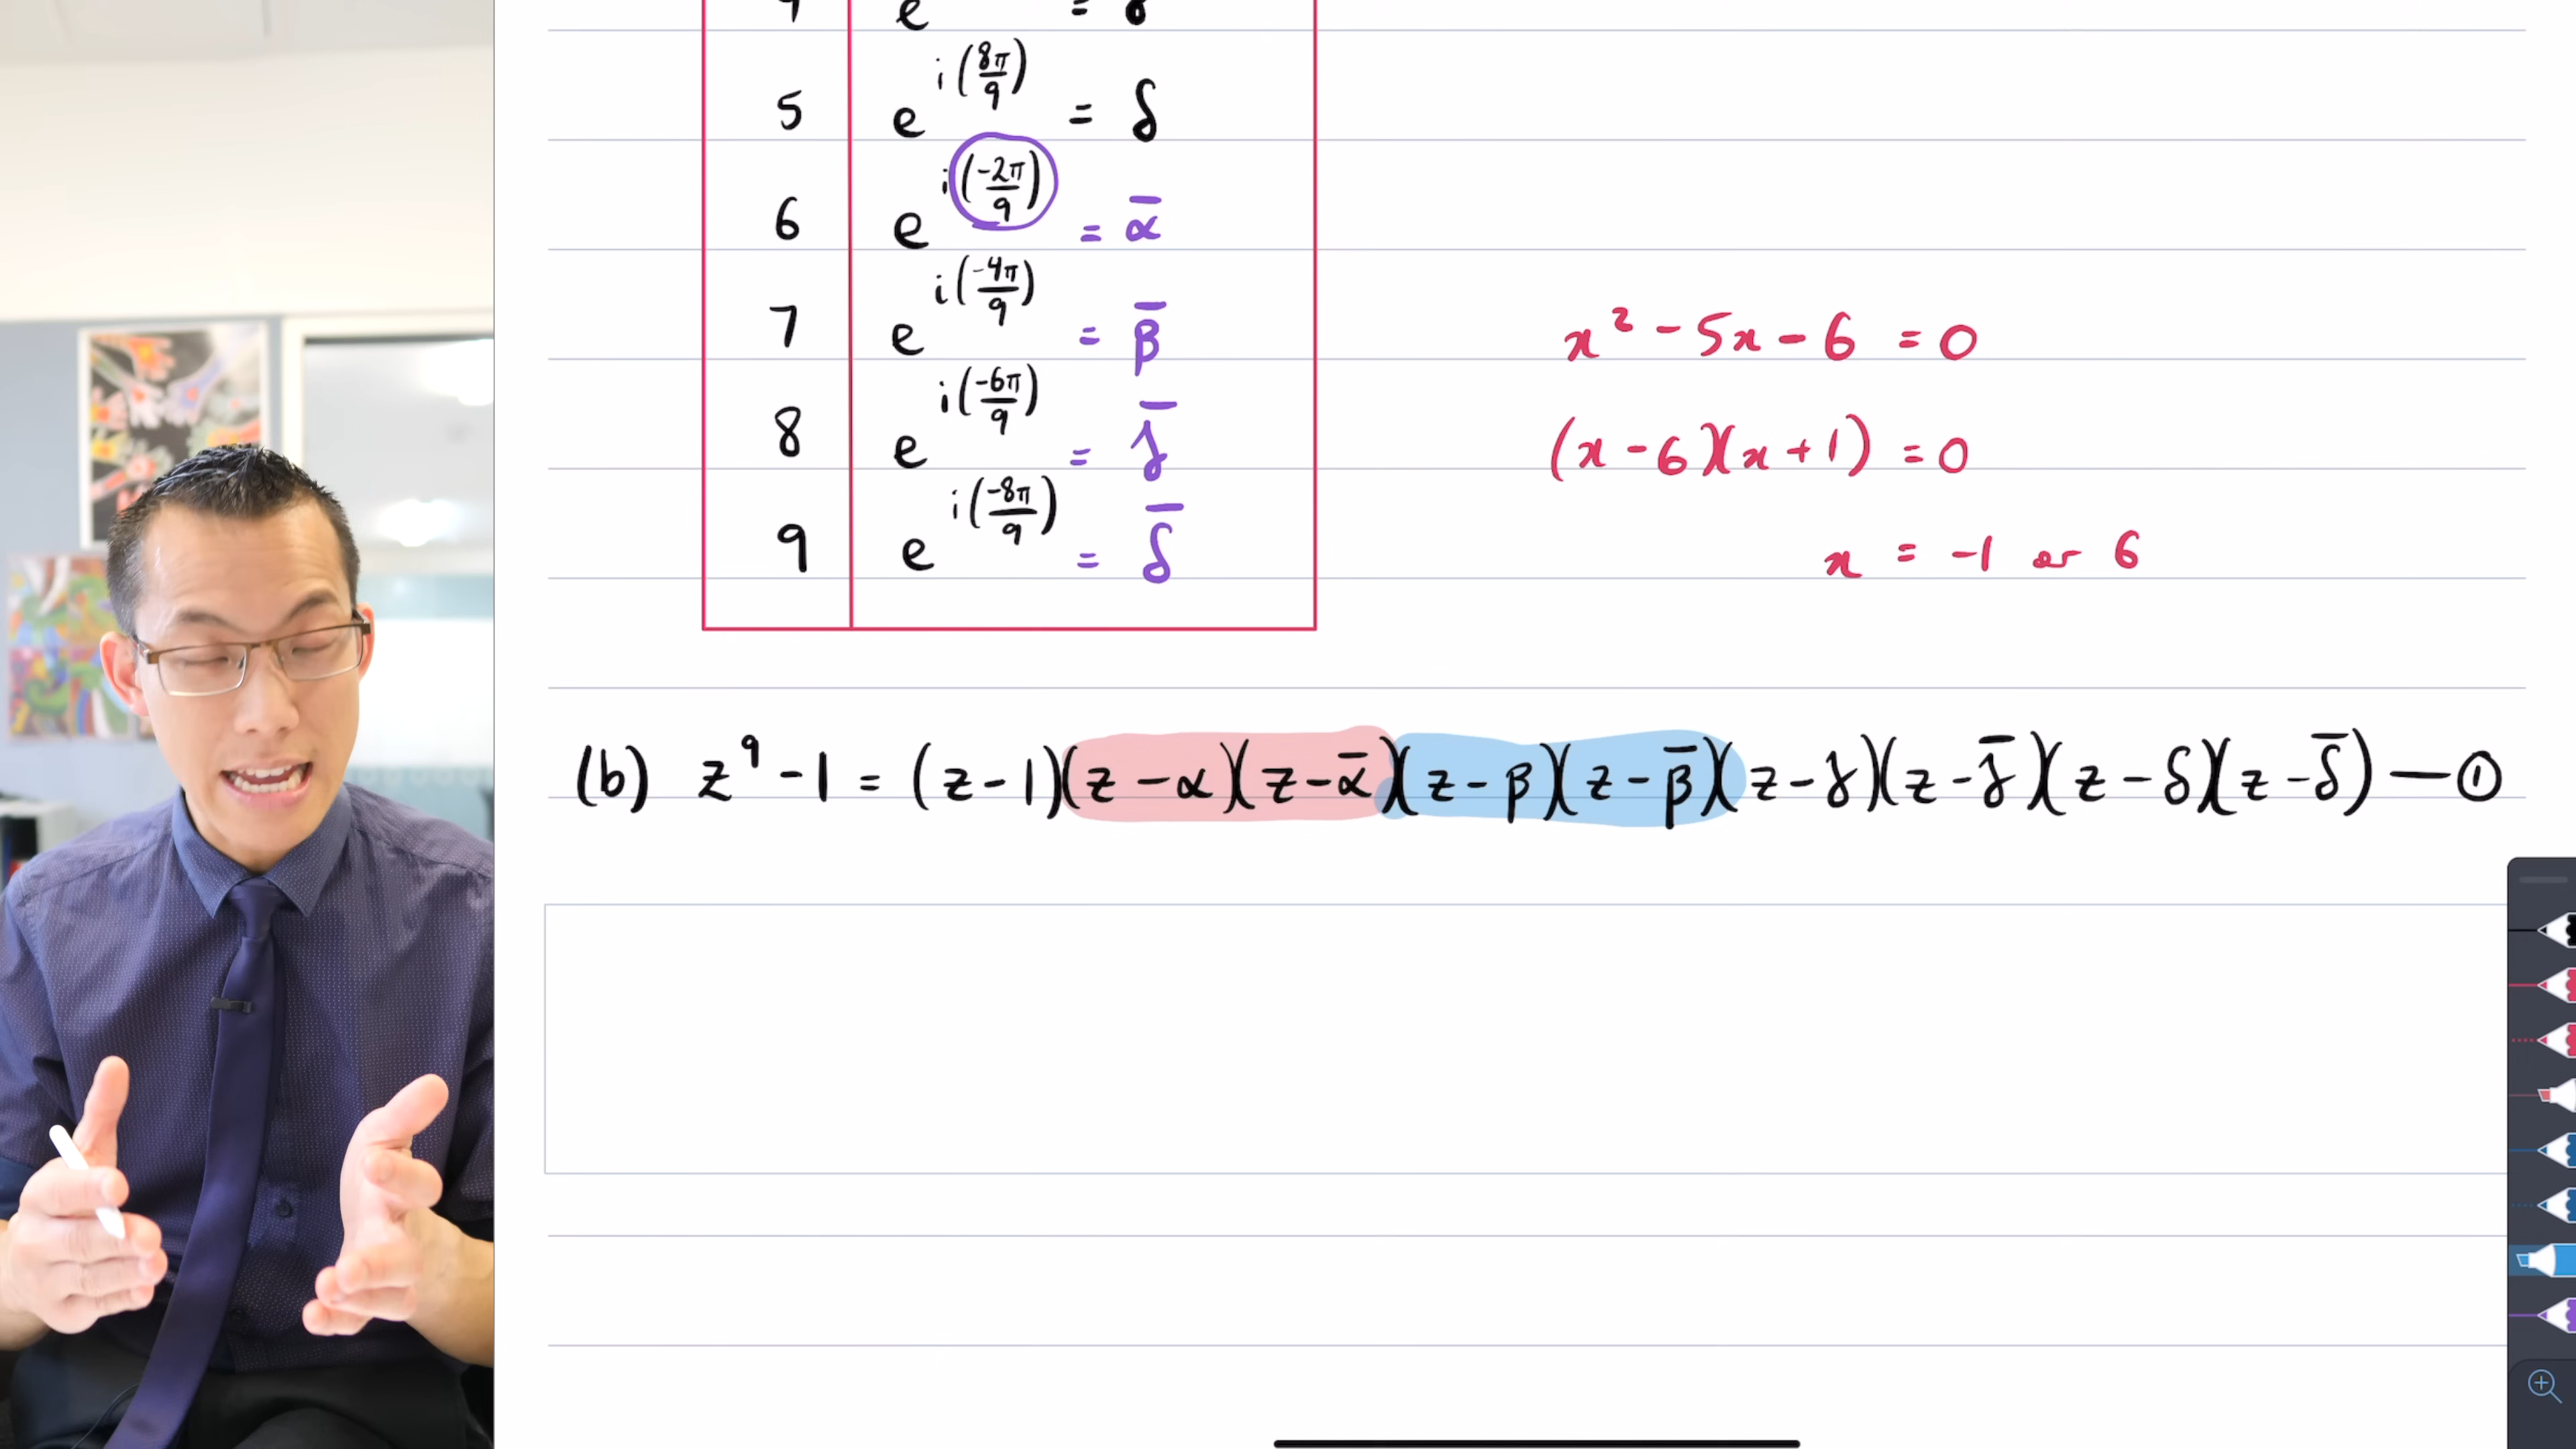 4 e = γ
5 e^{i(8π/9)} = δ
6 e^{i(-2π/9)} = ᾱ
7 e^{i(-4π/9)} = β̄
8 e^{i(-6π/9)} = γ̄
9 e^{i(-8π/9)} = δ̄
x² - 5x - 6 = 0
(x - 6)(x + 1) = 0
x = -1 or 6
(b) z⁹ - 1 = (z - 1)(z - α)(z - ᾱ)(z - β)(z - β̄)(z - γ)(z - γ̄)(z - δ)(z - δ̄) — ①